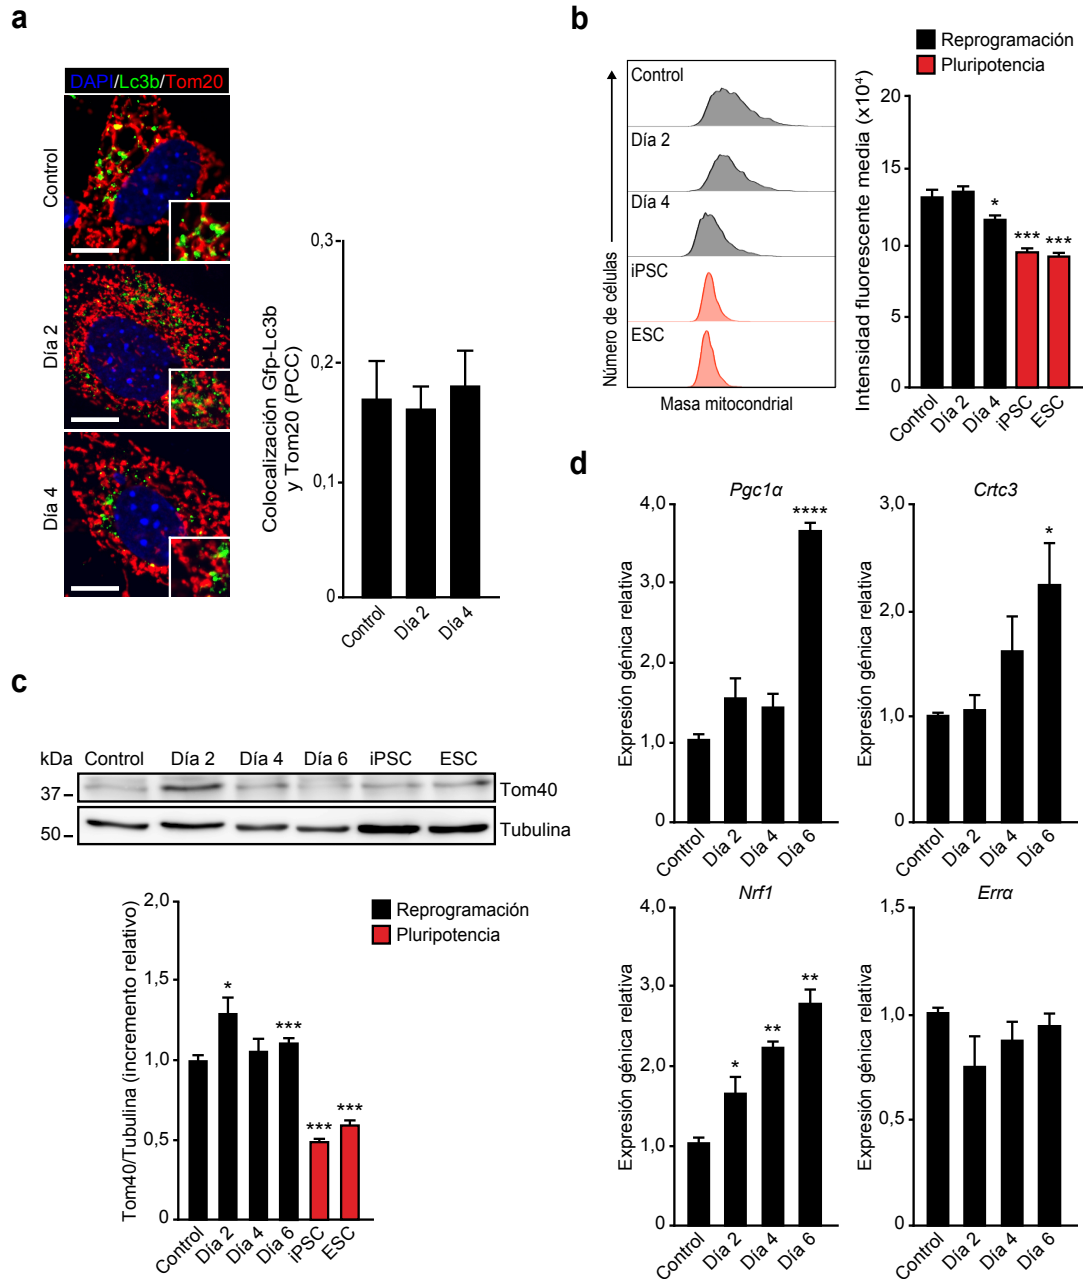 a
DAPI/Lc3b/Tom20
Control
Día 2
Día 4
Colocalización Gfp-Lc3b
y Tom20 (PCC)
0,3
0,2
0,1
0
Control
Día 2
Día 4
b
Número de células
Control
Día 2
Día 4
iPSC
ESC
Masa mitocondrial
Reprogramación
Pluripotencia
Intensidad fluorescente media (x10⁴)
20
15
10
5
0
*
***
***
Control
Día 2
Día 4
iPSC
ESC
c
kDa
Control
Día 2
Día 4
Día 6
iPSC
ESC
37
Tom40
50
Tubulina
Reprogramación
Pluripotencia
Tom40/Tubulina (incremento relativo)
2,0
1,5
1,0
0,5
0
*
***
***
***
Control
Día 2
Día 4
Día 6
iPSC
ESC
d
Pgc1α
Expresión génica relativa
4,0
3,0
2,0
1,0
0
****
Control
Día 2
Día 4
Día 6
Crtc3
Expresión génica relativa
3,0
2,0
1,0
0
*
Control
Día 2
Día 4
Día 6
Nrf1
Expresión génica relativa
4,0
3,0
2,0
1,0
0
*
**
**
Control
Día 2
Día 4
Día 6
Errα
Expresión génica relativa
1,5
1,0
0,5
0
Control
Día 2
Día 4
Día 6